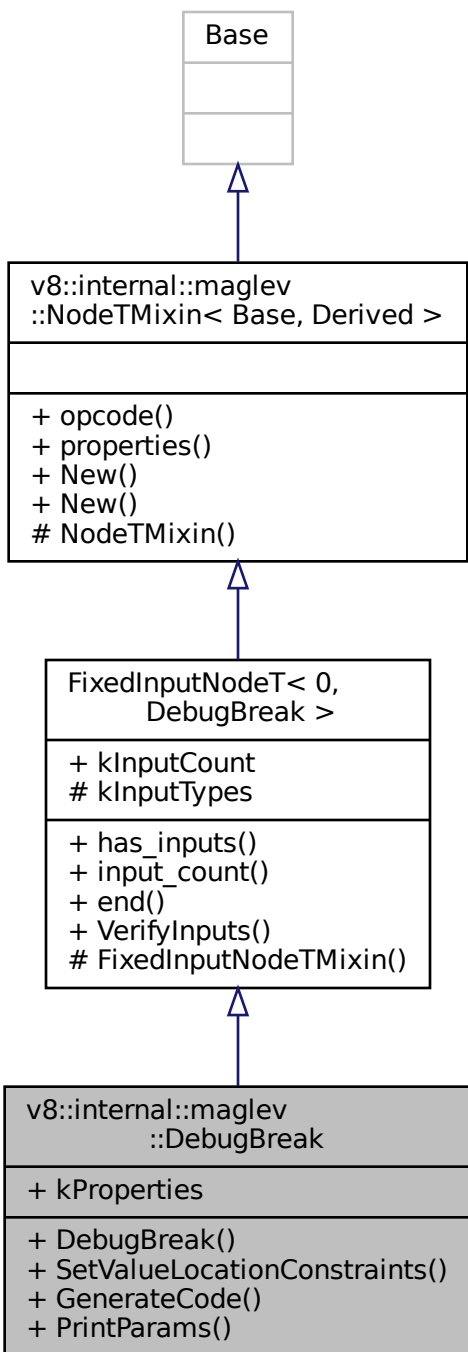 Base
v8::internal::maglev
::NodeTMixin< Base, Derived >
+ opcode()
+ properties()
+ New()
+ New()
# NodeTMixin()
FixedInputNodeT< 0,
DebugBreak >
+ kInputCount
# kInputTypes
+ has_inputs()
+ input_count()
+ end()
+ VerifyInputs()
# FixedInputNodeTMixin()
v8::internal::maglev
::DebugBreak
+ kProperties
+ DebugBreak()
+ SetValueLocationConstraints()
+ GenerateCode()
+ PrintParams()